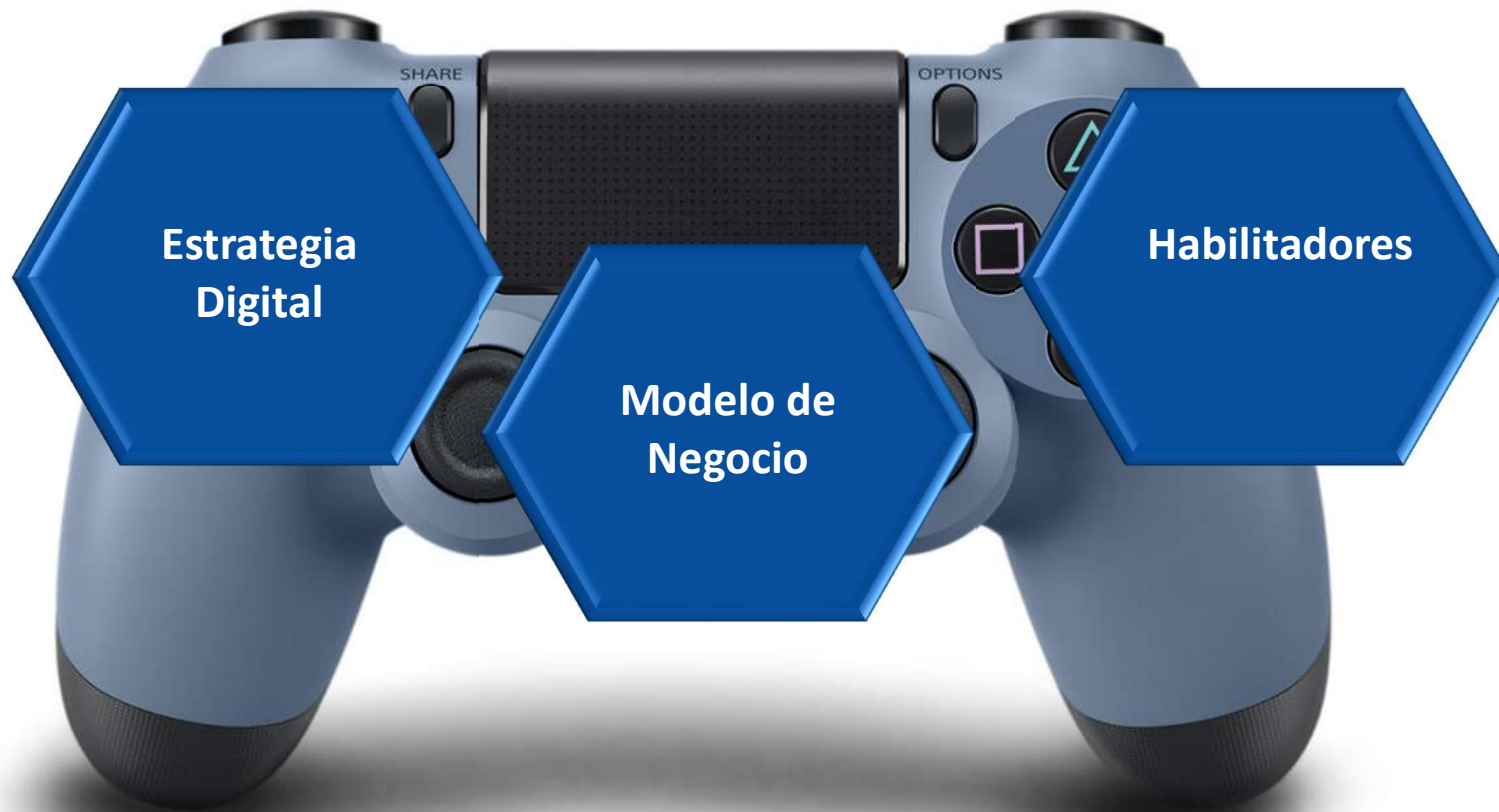 SHARE
OPTIONS
Estrategia
Digital
Habilitadores
Modelo de
Negocio